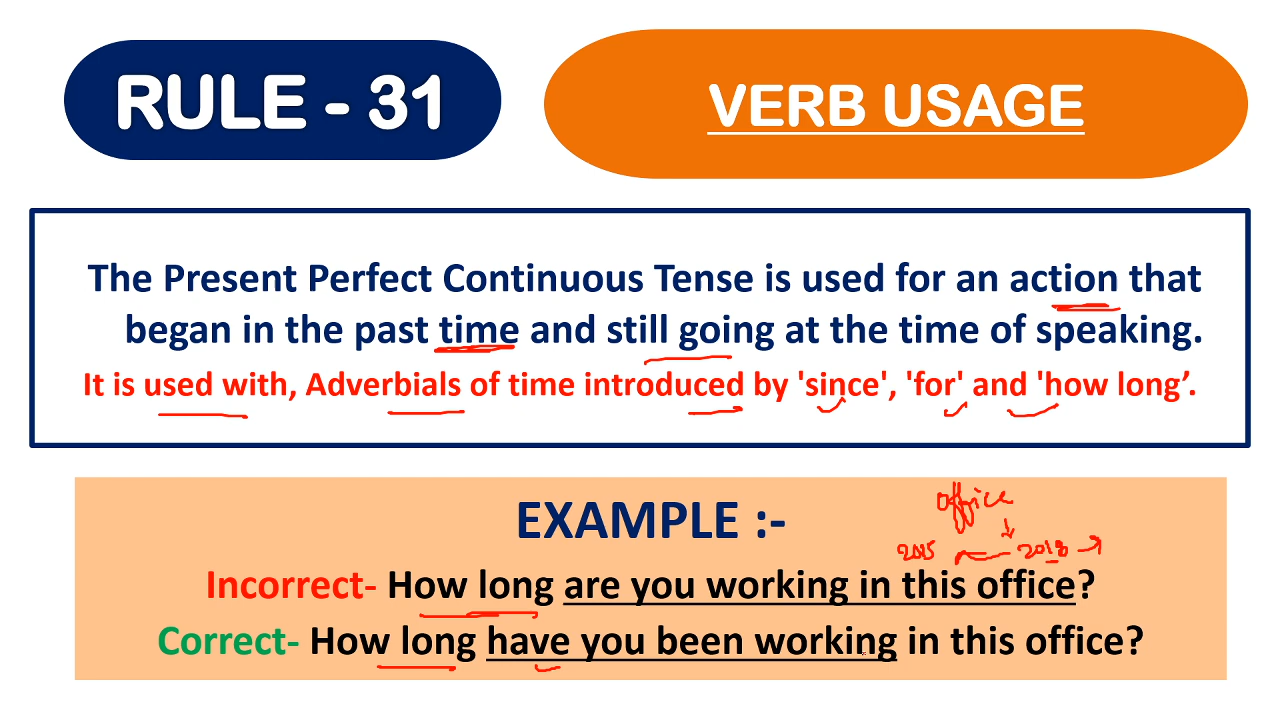 RULE - 31
VERB USAGE
The Present Perfect Continuous Tense is used for an action that
began in the past time and still going at the time of speaking.
It is used with, Adverbials of time introduced by 'since', 'for' and 'how long’.
EXAMPLE :-
office
2015 2018
Incorrect- How long are you working in this office?
Correct- How long have you been working in this office?